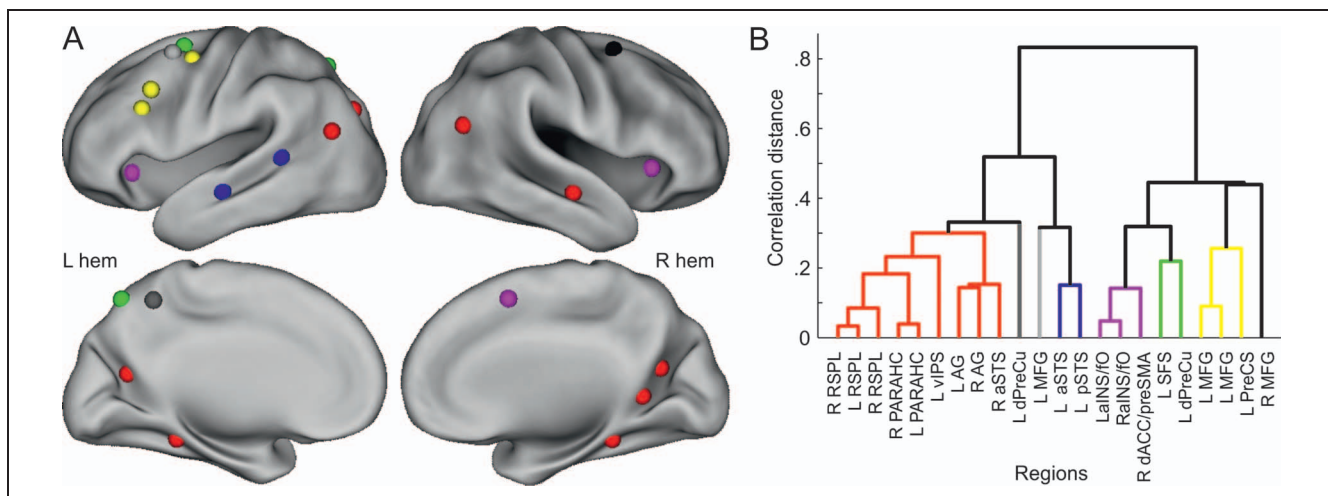 A
B
L hem
R hem
Correlation distance
.8
.6
.4
.2
0
R RSPL
L RSPL
R RSPL
R PARAHC
L PARAHC
L vIPS
L AG
R AG
R aSTS
L dPreCu
L MFG
L aSTS
L pSTS
LaINS/fO
RaINS/fO
R dACC/preSMA
L SFS
L dPreCu
L MFG
L MFG
L PreCS
R MFG
Regions